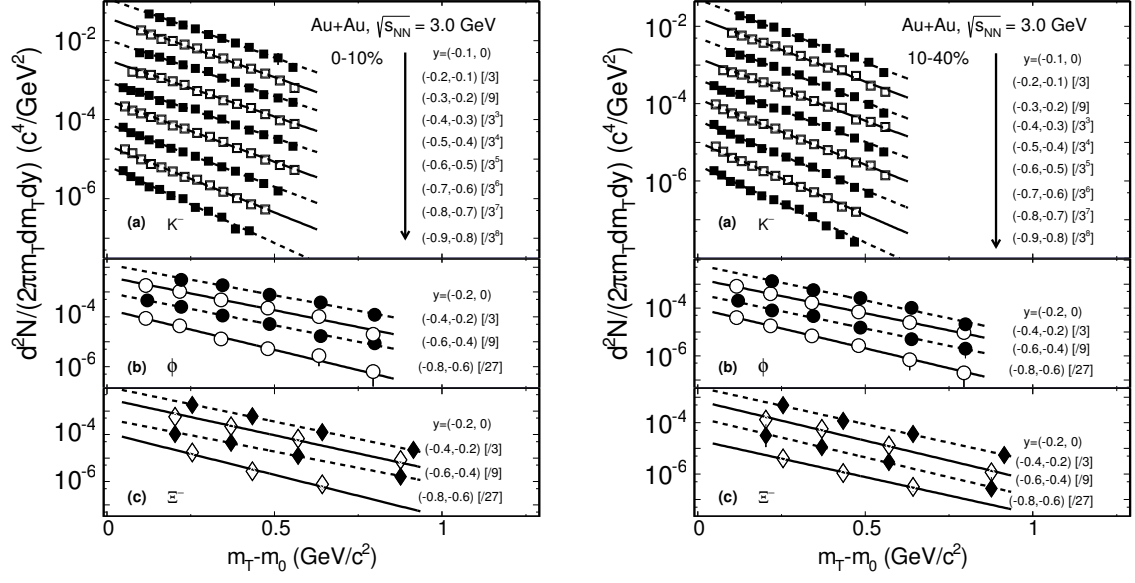 d²N/(2πm_T dm_T dy) (c⁴/GeV²)
10⁻²
10⁻⁴
10⁻⁶
Au+Au, √s_NN = 3.0 GeV
0-10%
y=(-0.1, 0)
(-0.2,-0.1) [/3]
(-0.3,-0.2) [/9]
(-0.4,-0.3) [/3³]
(-0.5,-0.4) [/3⁴]
(-0.6,-0.5) [/3⁵]
(-0.7,-0.6) [/3⁶]
(-0.8,-0.7) [/3⁷]
(-0.9,-0.8) [/3⁸]
(a) K⁻
10⁻⁴
10⁻⁶
y=(-0.2, 0)
(-0.4,-0.2) [/3]
(-0.6,-0.4) [/9]
(-0.8,-0.6) [/27]
(b) ϕ
10⁻⁴
10⁻⁶
y=(-0.2, 0)
(-0.4,-0.2) [/3]
(-0.6,-0.4) [/9]
(-0.8,-0.6) [/27]
(c) Ξ⁻
0 0.5 1
m_T-m_0 (GeV/c²)
d²N/(2πm_T dm_T dy) (c⁴/GeV²)
10⁻²
10⁻⁴
10⁻⁶
Au+Au, √s_NN = 3.0 GeV
10-40%
y=(-0.1, 0)
(-0.2,-0.1) [/3]
(-0.3,-0.2) [/9]
(-0.4,-0.3) [/3³]
(-0.5,-0.4) [/3⁴]
(-0.6,-0.5) [/3⁵]
(-0.7,-0.6) [/3⁶]
(-0.8,-0.7) [/3⁷]
(-0.9,-0.8) [/3⁸]
(a) K⁻
10⁻⁴
10⁻⁶
y=(-0.2, 0)
(-0.4,-0.2) [/3]
(-0.6,-0.4) [/9]
(-0.8,-0.6) [/27]
(b) ϕ
10⁻⁴
10⁻⁶
y=(-0.2, 0)
(-0.4,-0.2) [/3]
(-0.6,-0.4) [/9]
(-0.8,-0.6) [/27]
(c) Ξ⁻
0 0.5 1
m_T-m_0 (GeV/c²)